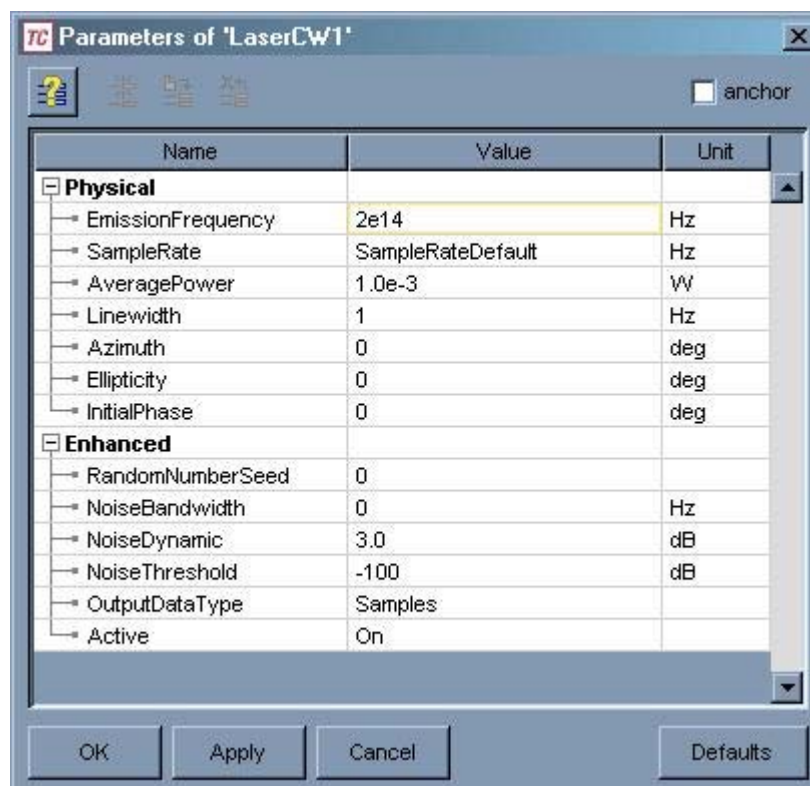 TC Parameters of 'LaserCW1'
anchor
Name Value Unit
Physical
EmissionFrequency 2e14 Hz
SampleRate SampleRateDefault Hz
AveragePower 1.0e-3 W
Linewidth 1 Hz
Azimuth 0 deg
Ellipticity 0 deg
InitialPhase 0 deg
Enhanced
RandomNumberSeed 0
NoiseBandwidth 0 Hz
NoiseDynamic 3.0 dB
NoiseThreshold -100 dB
OutputDataType Samples
Active On
OK Apply Cancel Defaults